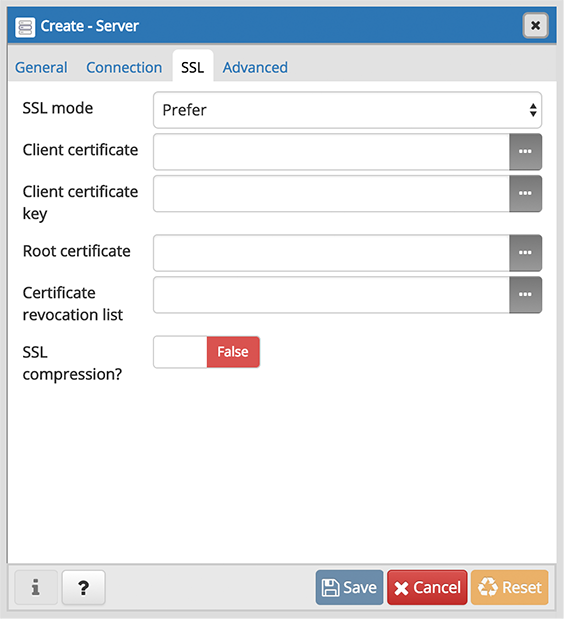 Create - Server
General Connection SSL Advanced
SSL mode Prefer
Client certificate
Client certificate
key
Root certificate
Certificate
revocation list
SSL
compression?
False
i ? Save Cancel Reset